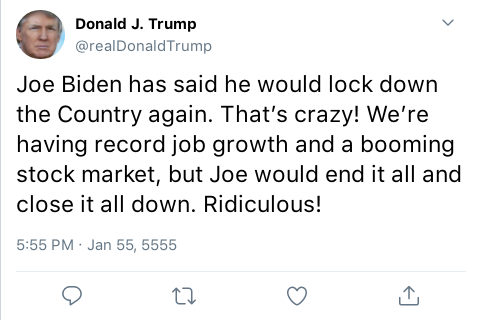 Donald J. Trump
@realDonaldTrump
Joe Biden has said he would lock down
the Country again. That’s crazy! We’re
having record job growth and a booming
stock market, but Joe would end it all and
close it all down. Ridiculous!
5:55 PM · Jan 55, 5555